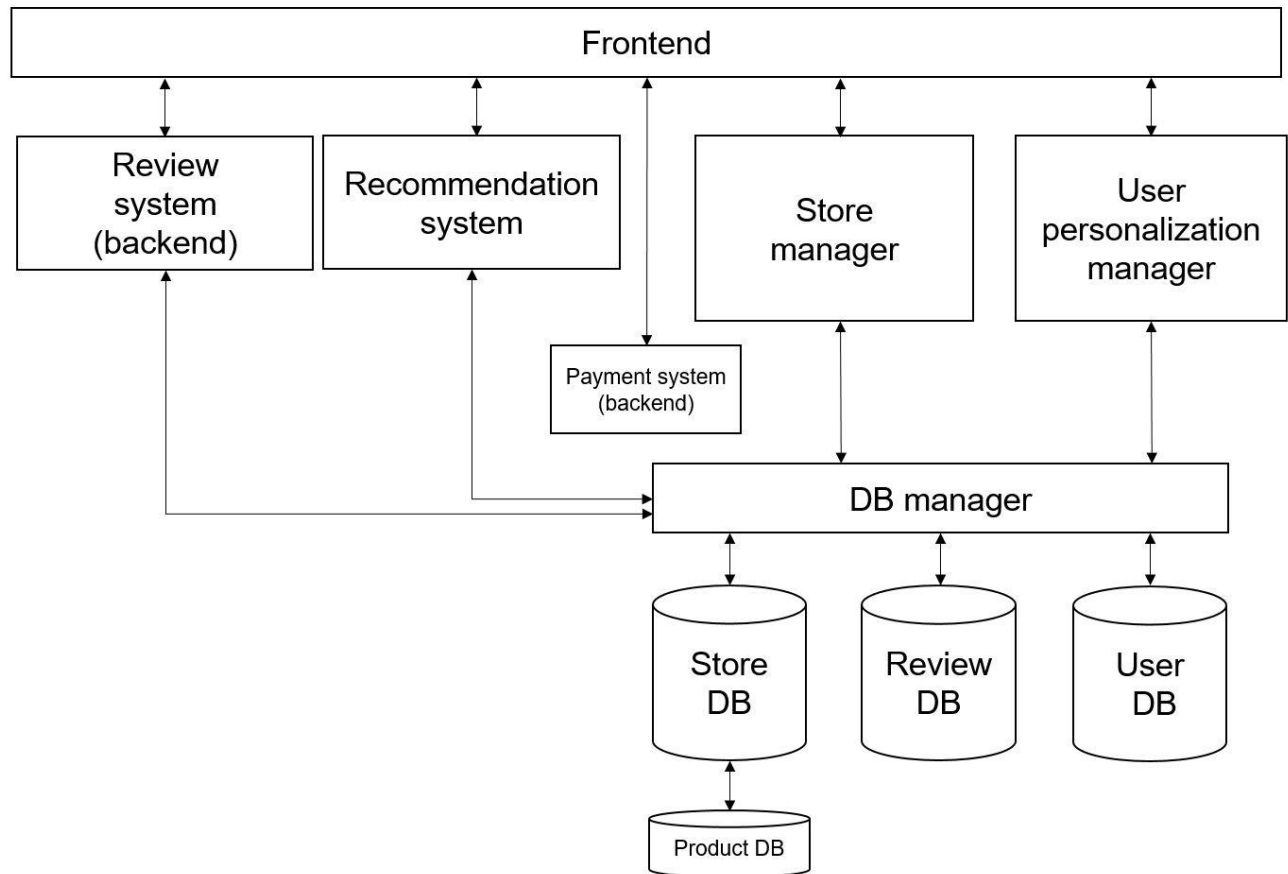 Frontend
Review
system
(backend)
Recommendation
system
Store
manager
User
personalization
manager
Payment system
(backend)
DB manager
Store
DB
Review
DB
User
DB
Product DB